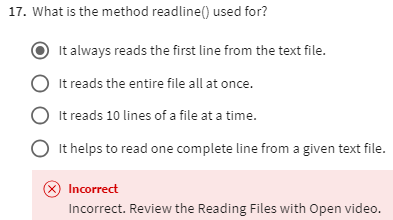 17. What is the method readline() used for?
It always reads the first line from the text file.
It reads the entire file all at once.
It reads 10 lines of a file at a time.
It helps to read one complete line from a given text file.
Incorrect
Incorrect. Review the Reading Files with Open video.